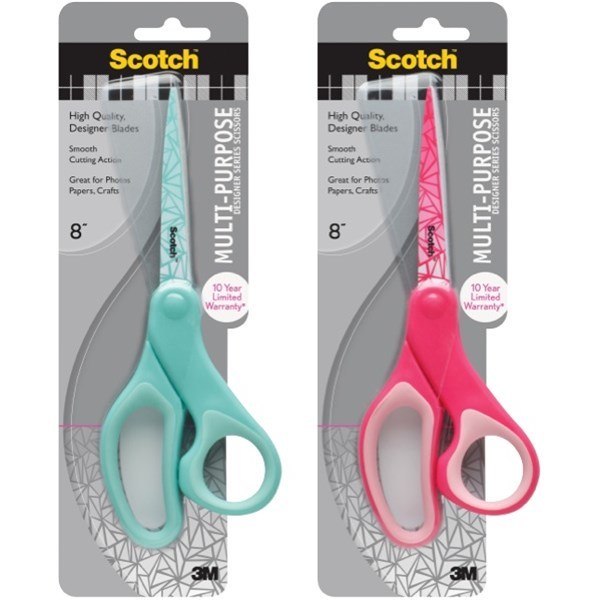 Scotch
High Quality,
Designer Blades
Smooth
Cutting Action
Great for Photos
Papers, Crafts
8"
MULTI-PURPOSE
DESIGNER SERIES SCISSORS
Scotch
10 Year
Limited
Warranty*
3M
Scotch
High Quality,
Designer Blades
Smooth
Cutting Action
Great for Photos
Papers, Crafts
8"
MULTI-PURPOSE
DESIGNER SERIES SCISSORS
Scotch
10 Year
Limited
Warranty*
3M